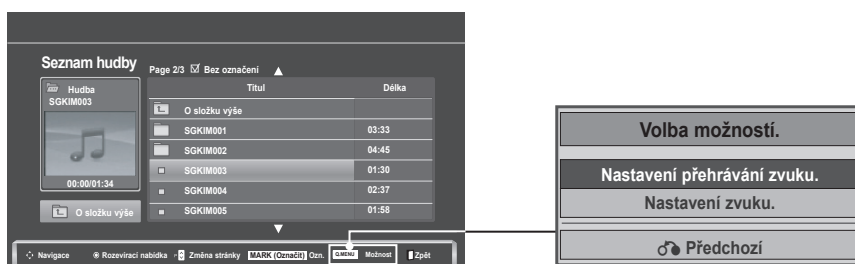 Seznam hudby
Page 2/3 Bez označení
Hudba
SGKIM003
00:00/01:34
O složku výše
Titul Délka
O složku výše
SGKIM001 03:33
SGKIM002 04:45
SGKIM003 01:30
SGKIM004 02:37
SGKIM005 01:58
Navigace Rozevírací nabídka P Změna stránky MARK (Označit) Ozn. Q.MENU Možnost Zpět
Volba možností.
Nastavení přehrávání zvuku.
Nastavení zvuku.
Předchozí